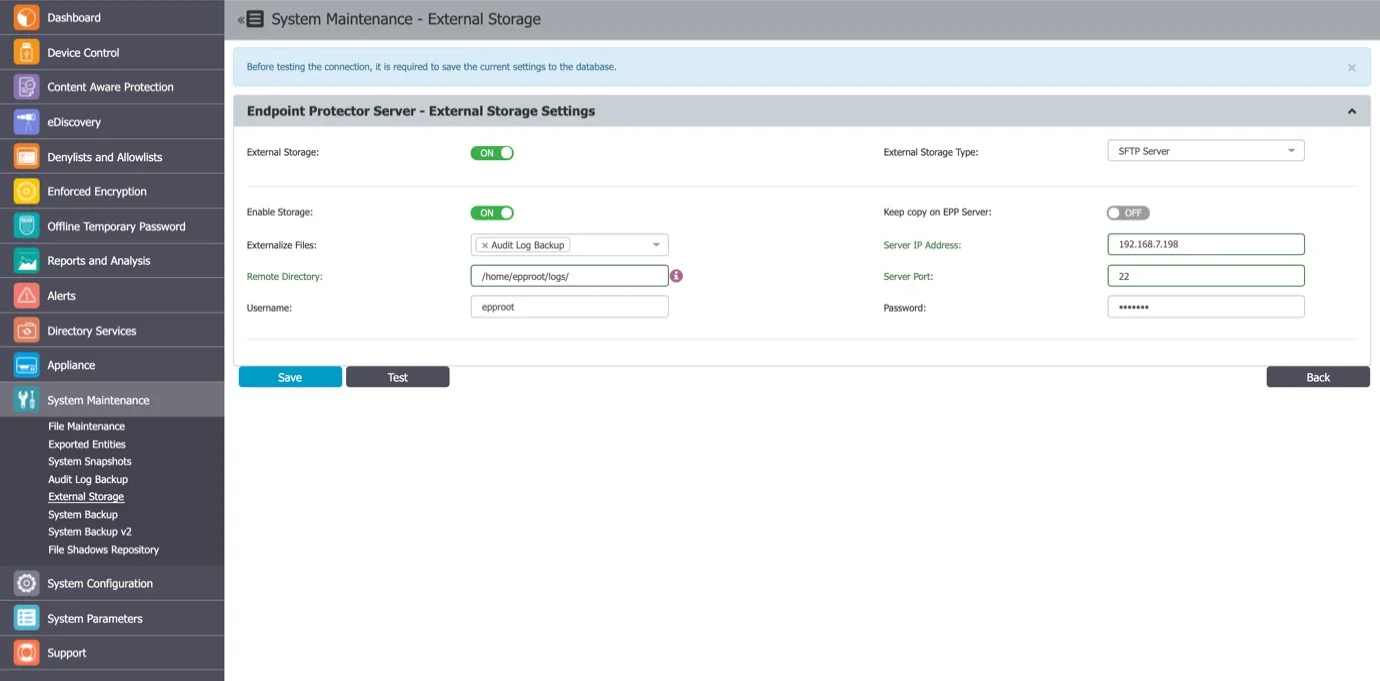 Dashboard
Device Control
Content Aware Protection
eDiscovery
Denylists and Allowlists
Enforced Encryption
Offline Temporary Password
Reports and Analysis
Alerts
Directory Services
Appliance
System Maintenance
File Maintenance
Exported Entities
System Snapshots
Audit Log Backup
External Storage
System Backup
System Backup v2
File Shadows Repository
System Configuration
System Parameters
Support
System Maintenance - External Storage
Before testing the connection, it is required to save the current settings to the database.
Endpoint Protector Server - External Storage Settings
External Storage: ON External Storage Type: SFTP Server
Enable Storage: ON Keep copy on EPP Server: OFF
Externalize Files: × Audit Log Backup Server IP Address: 192.168.7.198
Remote Directory: /home/epproot/logs/ Server Port: 22
Username: epproot Password: •••••••
Save Test Back